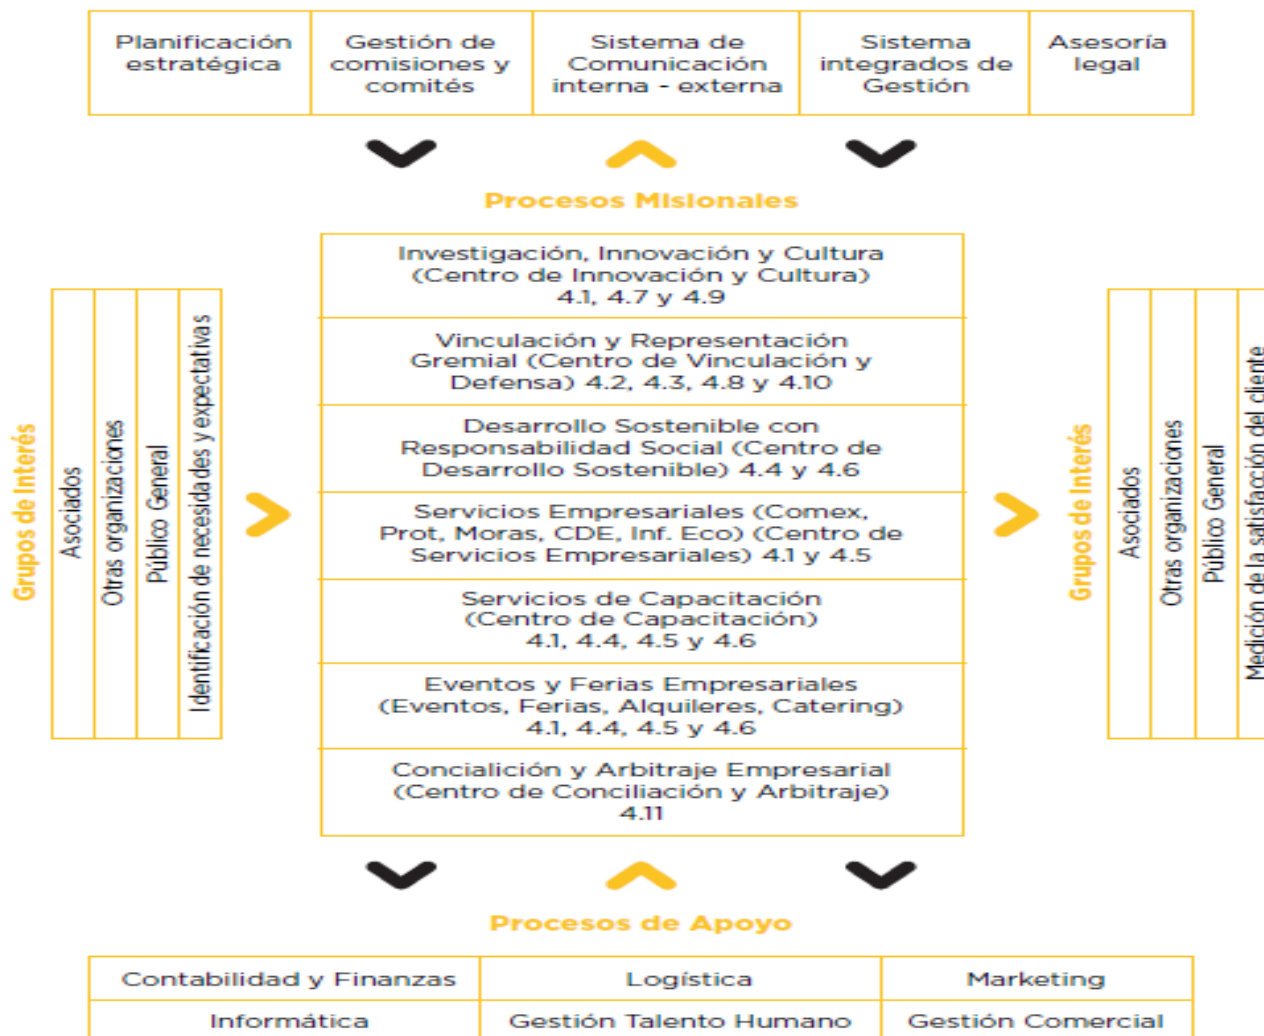 Planificación
estratégica
Gestión de
comisiones y
comités
Sistema de
Comunicación
interna - externa
Sistema
integrados de
Gestión
Asesoría
legal
Procesos Misionales
Investigación, Innovación y Cultura
(Centro de Innovación y Cultura)
4.1, 4.7 y 4.9
Vinculación y Representación
Gremial (Centro de Vinculación y
Defensa) 4.2, 4.3, 4.8 y 4.10
Desarrollo Sostenible con
Responsabilidad Social (Centro de
Desarrollo Sostenible) 4.4 y 4.6
Servicios Empresariales (Comex,
Prot, Moras, CDE, Inf. Eco) (Centro de
Servicios Empresariales) 4.1 y 4.5
Servicios de Capacitación
(Centro de Capacitación)
4.1, 4.4, 4.5 y 4.6
Eventos y Ferias Empresariales
(Eventos, Ferias, Alquileres, Catering)
4.1, 4.4, 4.5 y 4.6
Concialición y Arbitraje Empresarial
(Centro de Conciliación y Arbitraje)
4.11
Grupos de Interés
Asociados
Otras organizaciones
Público General
Identificación de necesidades y expectativas
Grupos de Interés
Asociados
Otras organizaciones
Público General
Medición de la satisfacción del cliente
Procesos de Apoyo
Contabilidad y Finanzas
Logística
Marketing
Informática
Gestión Talento Humano
Gestión Comercial